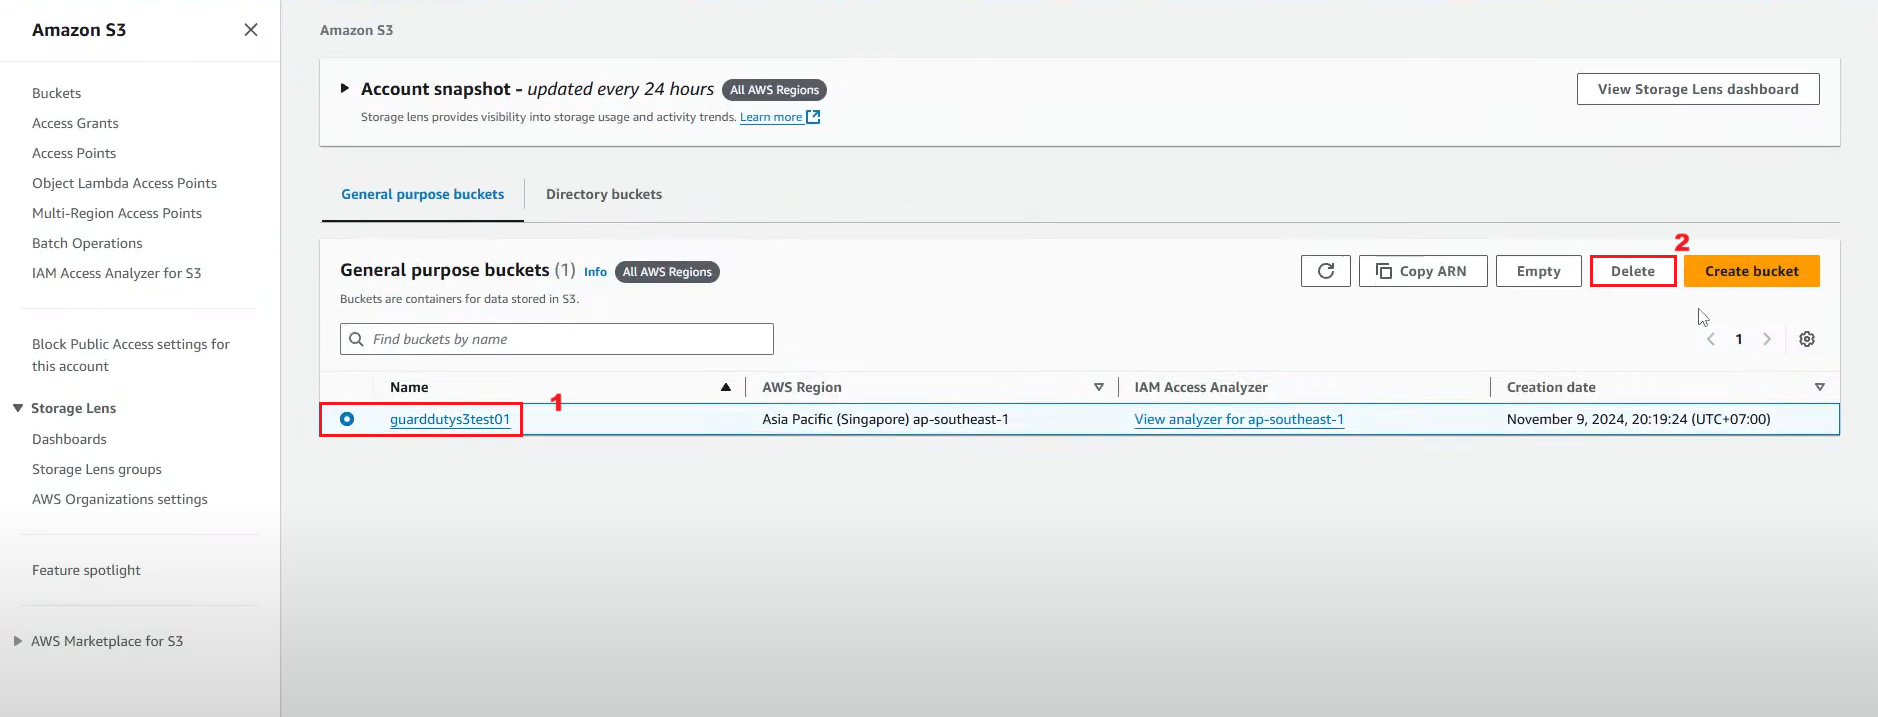 Amazon S3
Buckets
Access Grants
Access Points
Object Lambda Access Points
Multi-Region Access Points
Batch Operations
IAM Access Analyzer for S3
Block Public Access settings for
this account
Storage Lens
Dashboards
Storage Lens groups
AWS Organizations settings
Feature spotlight
AWS Marketplace for S3
Amazon S3
Account snapshot - updated every 24 hours All AWS Regions
Storage lens provides visibility into storage usage and activity trends. Learn more
View Storage Lens dashboard
General purpose buckets Directory buckets
General purpose buckets (1) Info All AWS Regions
Buckets are containers for data stored in S3.
Copy ARN Empty Delete 2 Create bucket
Find buckets by name
1
Name AWS Region IAM Access Analyzer Creation date
guarddutys3test01 1 Asia Pacific (Singapore) ap-southeast-1 View analyzer for ap-southeast-1 November 9, 2024, 20:19:24 (UTC+07:00)